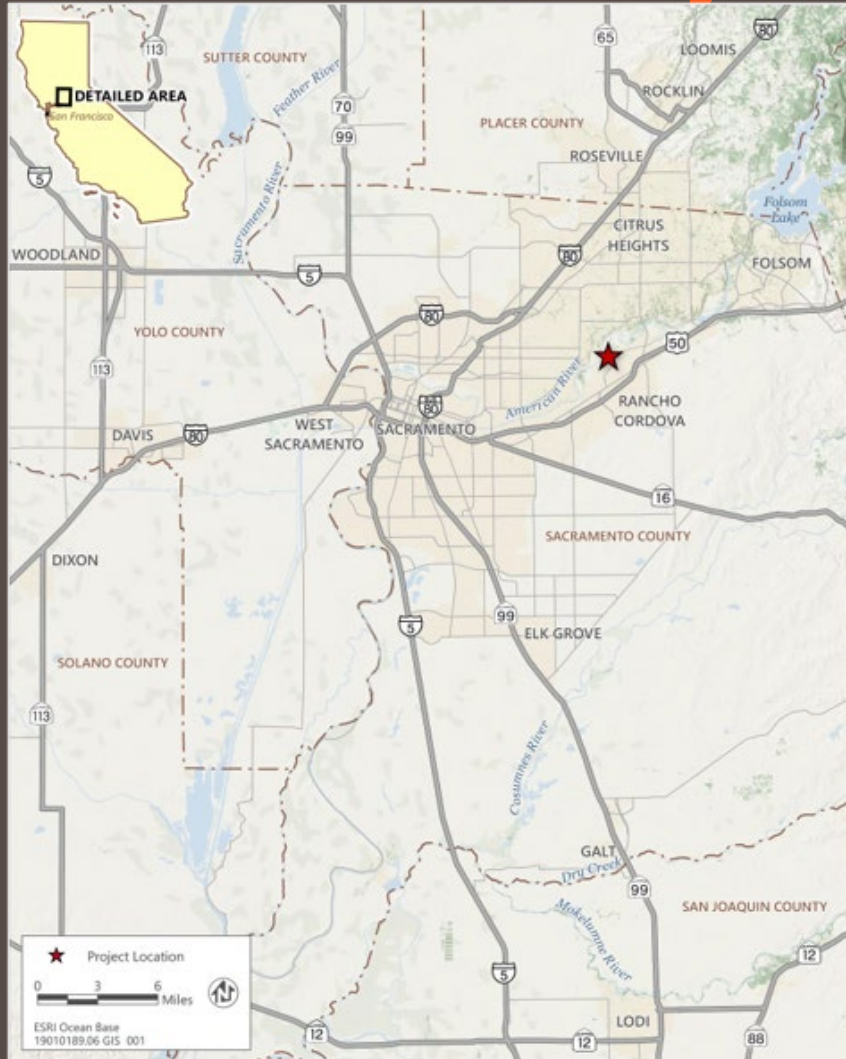 80
65
LOOMIS
113
SUTTER COUNTY
ROCKLIN
DETAILED AREA
San Francisco
Feather River
70
99
PLACER COUNTY
ROSEVILLE
5
Sacramento River
Folsom
Lake
CITRUS
HEIGHTS
WOODLAND
80
FOLSOM
5
80
YOLO COUNTY
50
113
American River
RANCHO
CORDOVA
80
WEST
SACRAMENTO
SACRAMENTO
DAVIS
80
16
SACRAMENTO COUNTY
DIXON
99
5
ELK GROVE
SOLANO COUNTY
113
Cosumnes River
GALT
Dry Creek
99
SAN JOAQUIN COUNTY
Mokelumne River
12
5
LODI
12
12
88
Project Location
0 3 6
Miles
N
ESRI Ocean Base
19010189.06 GIS 001